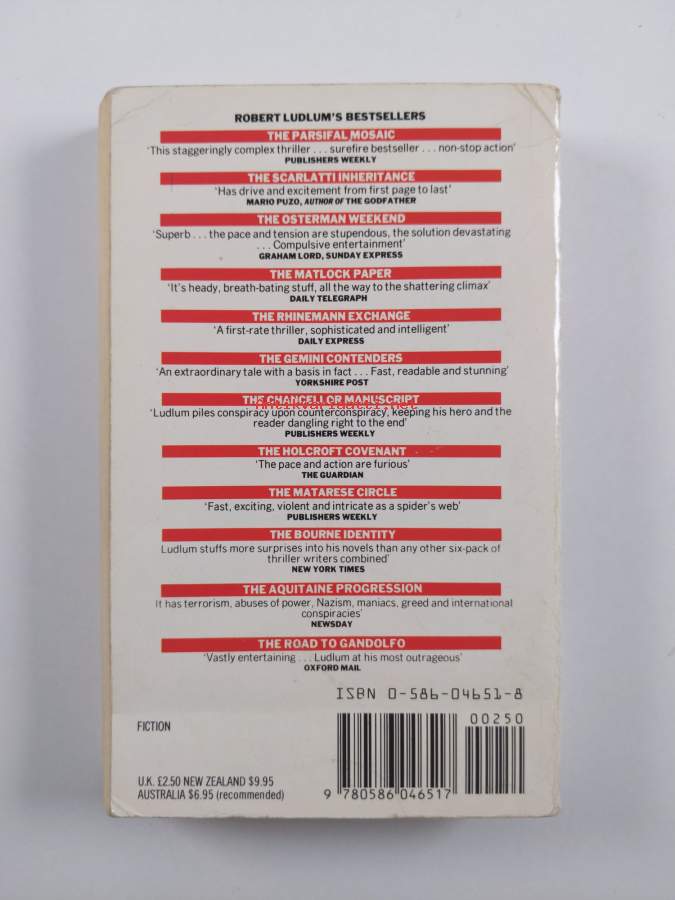 ROBERT LUDLUM'S BESTSELLERS
THE PARSIFAL MOSAIC
'This staggeringly complex thriller . . . surefire bestseller . . . non-stop action'
PUBLISHERS WEEKLY
THE SCARLATTI INHERITANCE
'Has drive and excitement from first page to last'
MARIO PUZO, AUTHOR OF THE GODFATHER
THE OSTERMAN WEEKEND
'Superb . . . the pace and tension are stupendous, the solution devastating
. . . Compulsive entertainment'
GRAHAM LORD, SUNDAY EXPRESS
THE MATLOCK PAPER
'It's heady, breath-bating stuff, all the way to the shattering climax'
DAILY TELEGRAPH
THE RHINEMANN EXCHANGE
'A first-rate thriller, sophisticated and intelligent'
DAILY EXPRESS
THE GEMINI CONTENDERS
'An extraordinary tale with a basis in fact . . . Fast, readable and stunning'
YORKSHIRE POST
THE CHANCELLOR MANUSCRIPT
antikvariaatti.net
'Ludlum piles conspiracy upon counterconspiracy, keeping his hero and the
reader dangling right to the end'
PUBLISHERS WEEKLY
THE HOLCROFT COVENANT
'The pace and action are furious'
THE GUARDIAN
THE MATARESE CIRCLE
'Fast, exciting, violent and intricate as a spider's web'
PUBLISHERS WEEKLY
THE BOURNE IDENTITY
Ludlum stuffs more surprises into his novels than any other six-pack of
thriller writers combined'
NEW YORK TIMES
THE AQUITAINE PROGRESSION
It has terrorism, abuses of power, Nazism, maniacs, greed and international
conspiracies'
NEWSDAY
THE ROAD TO GANDOLFO
'Vastly entertaining . . . Ludlum at his most outrageous'
OXFORD MAIL
ISBN 0-586-04651-8
00250
FICTION
U.K. £2.50 NEW ZEALAND $9.95
AUSTRALIA $6.95 (recommended)
9 780586 046517